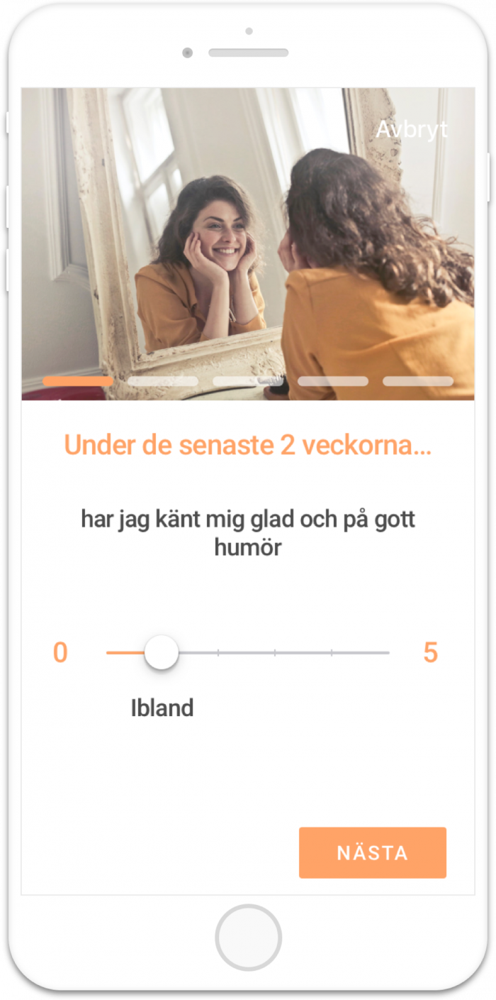 Avbryt
Under de senaste 2 veckorna...
har jag känt mig glad och på gott
humör
0
5
Ibland
NÄSTA